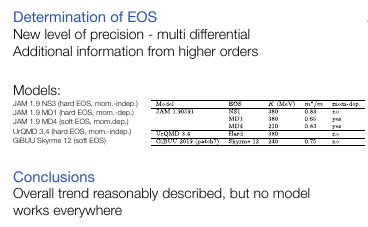 Determination of EOS
New level of precision - multi differential
Additional information from higher orders
Models:
JAM 1.9 NS3 (hard EOS, mom.-indep.)
JAM 1.9 MD1 (hard EOS, mom.-dep.)
JAM 1.9 MD4 (soft EOS, mom.dep.)
UrQMD 3.4 (hard EOS, mom.-indep.)
GiBUU Skyrme 12 (soft EOS)
Model EOS K (MeV) m*/m mom-dep.
JAM 1.90591 NS1 380 0.83 no
MD1 380 0.65 yes
MD4 210 0.83 yes
UrQMD 3.4 Hard 380 no
GiBUU 2019 (patch7) Skyrme 12 240 0.75 no
Conclusions
Overall trend reasonably described, but no model
works everywhere